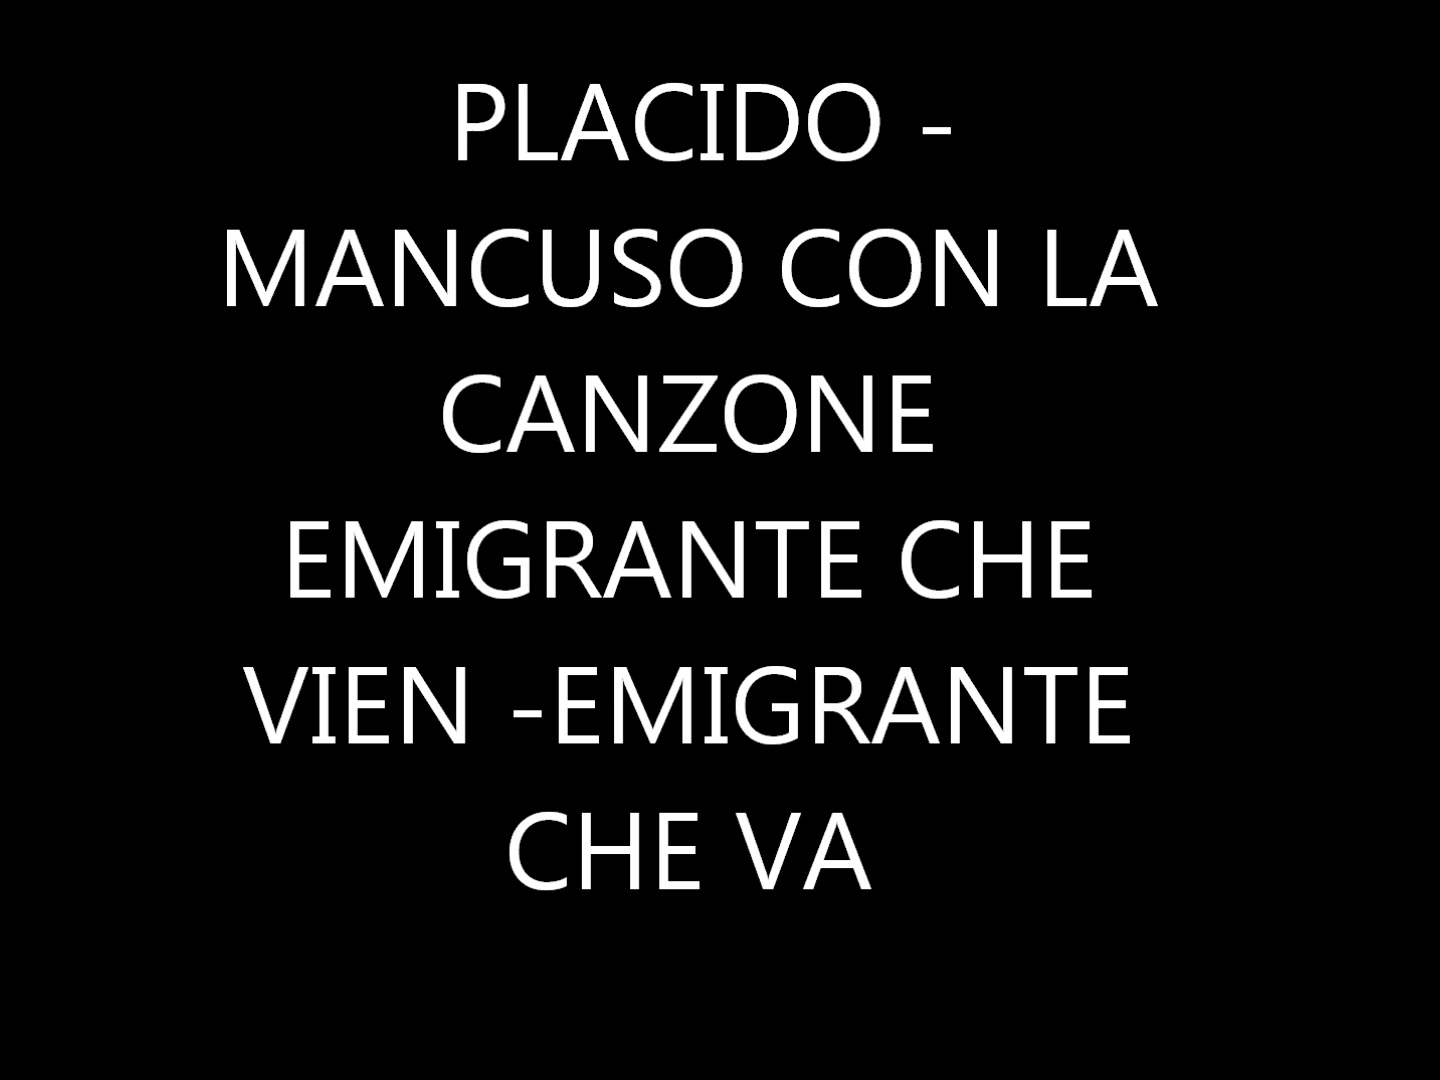 PLACIDO -
MANCUSO CON LA
CANZONE
EMIGRANTE CHE
VIEN -EMIGRANTE
CHE VA